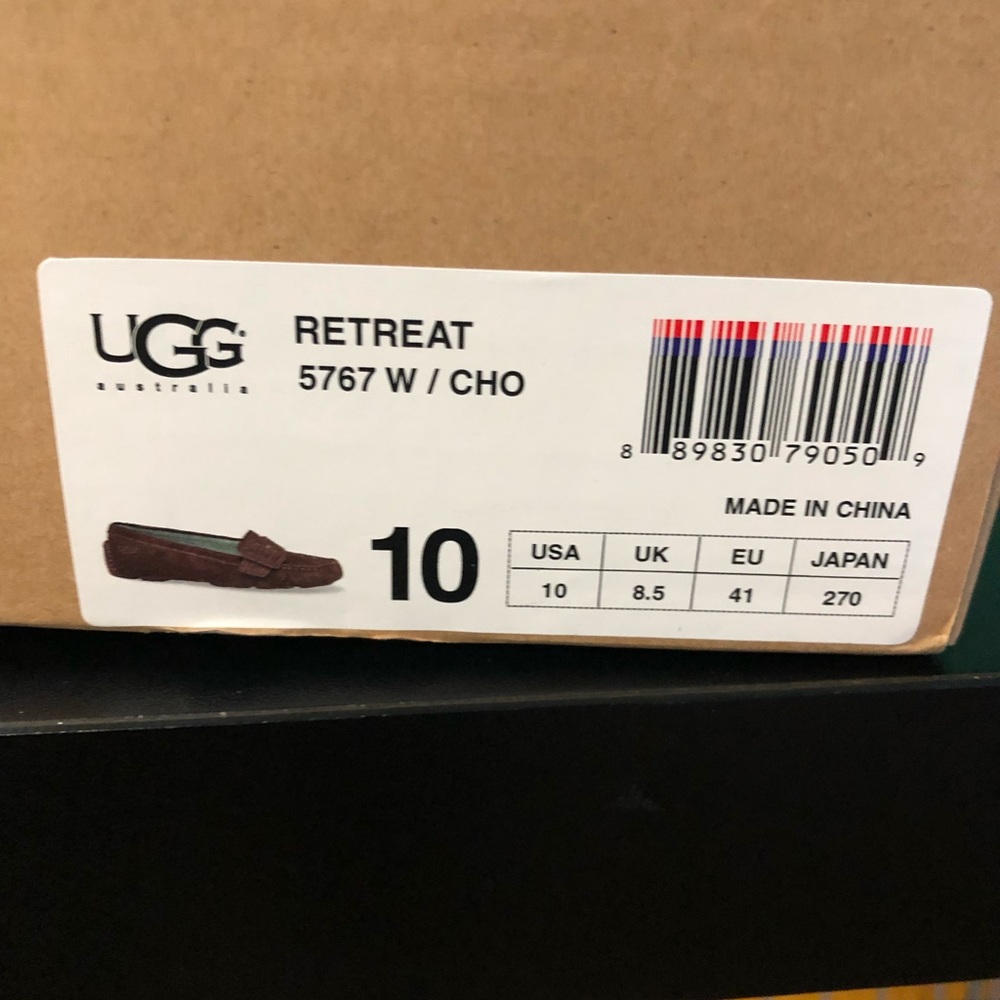 UGG
australia
RETREAT
5767 W / CHO
8 89830 79050 9
MADE IN CHINA
10
USA UK EU JAPAN
10 8.5 41 270